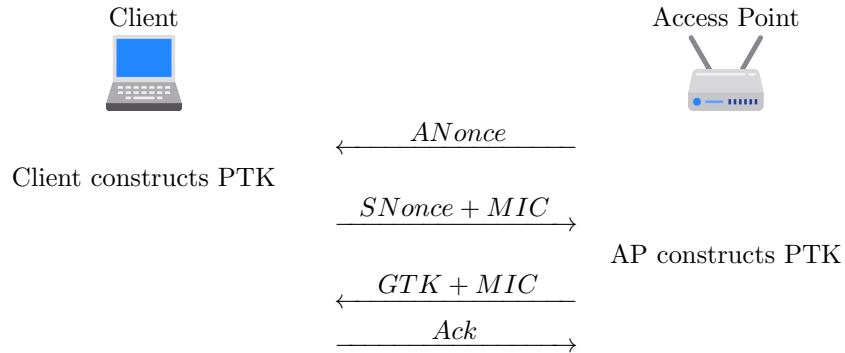 Client
Access Point
ANonce
Client constructs PTK
SNonce + MIC
AP constructs PTK
GTK + MIC
Ack